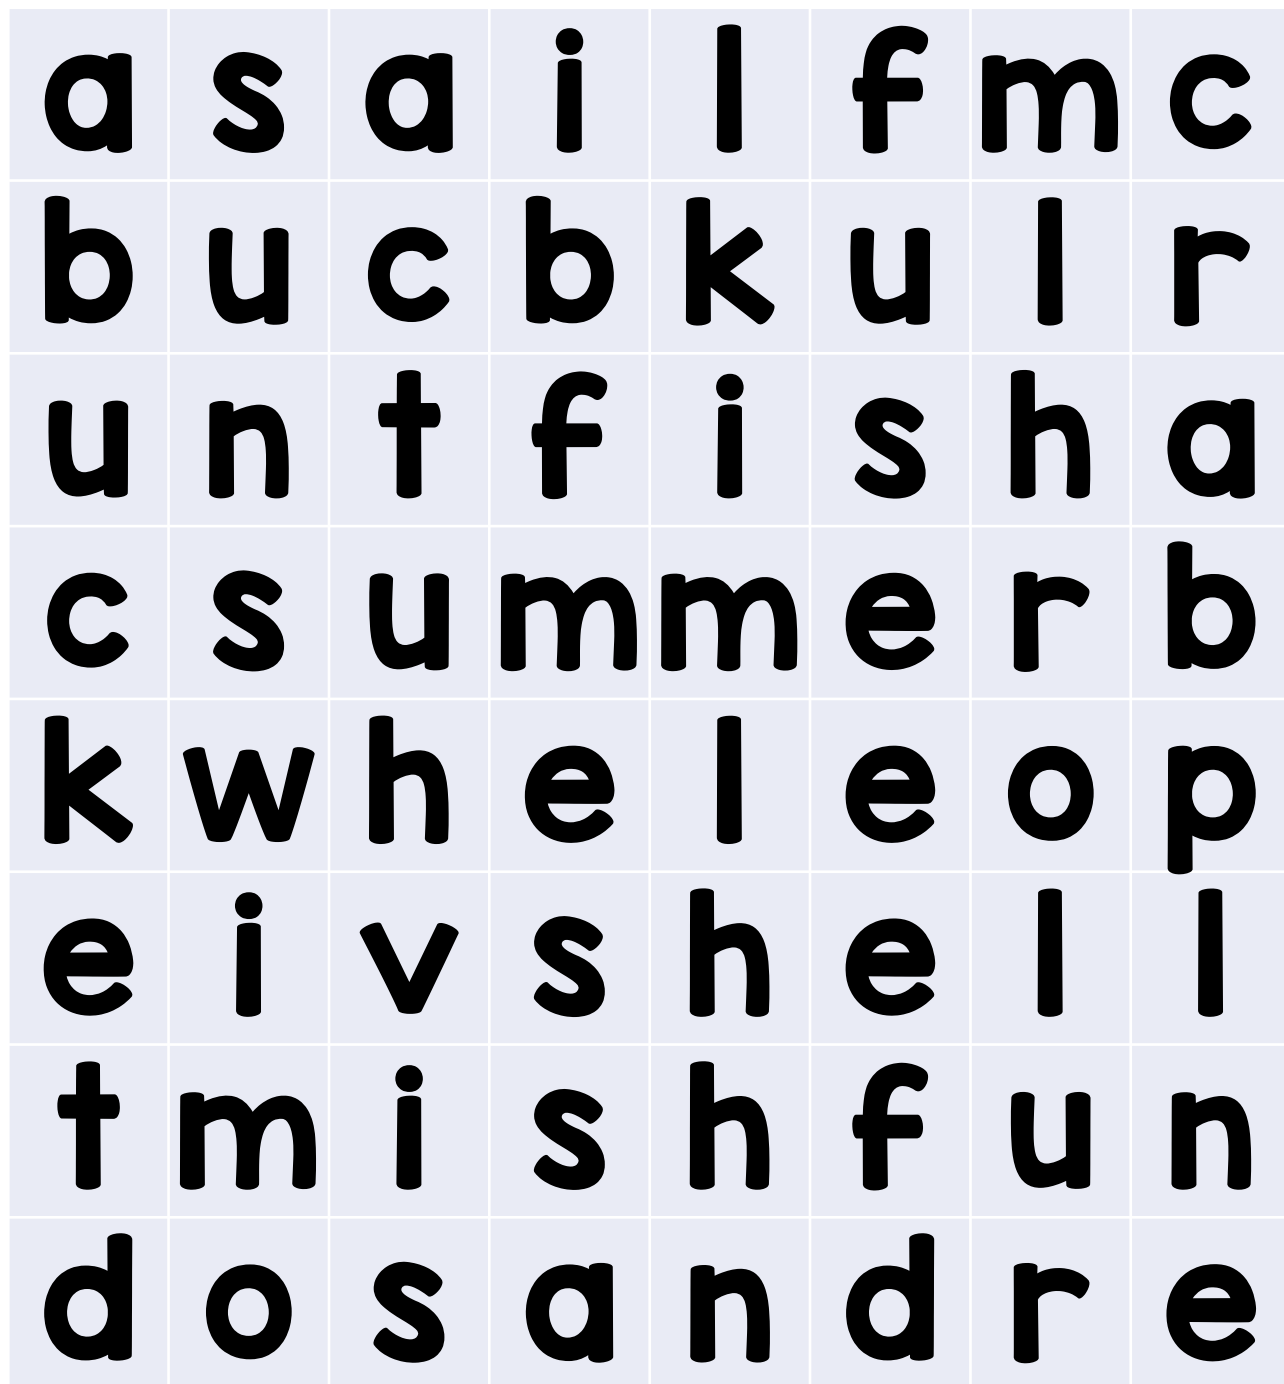 a s a i l f m c
b u c b k u l r
u n t f i s h a
c s u m m e r b
k w h e l e o p
e i v s h e l l
t m i s h f u n
d o s a n d r e